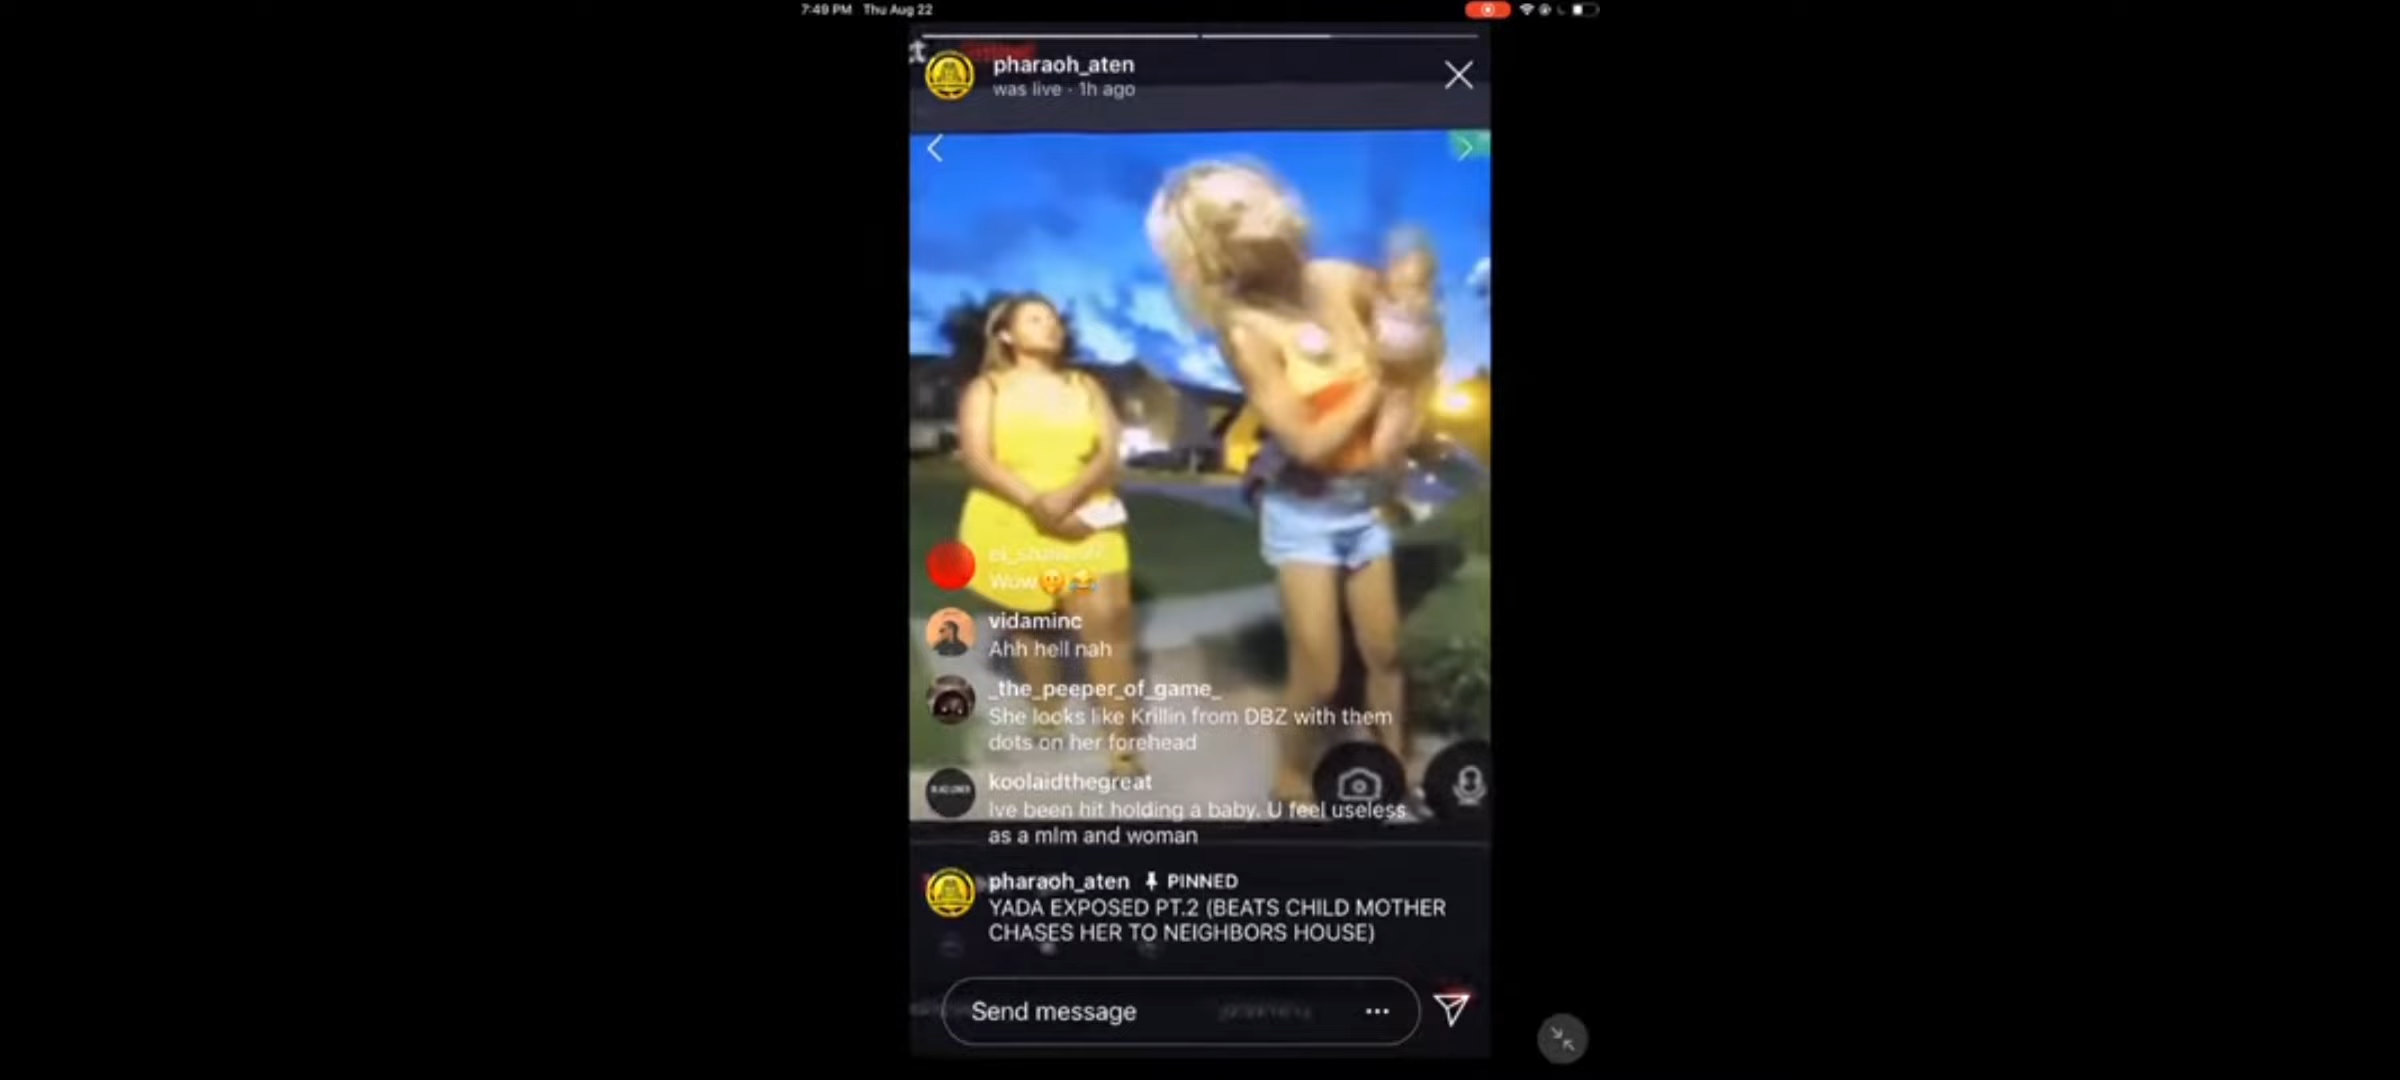 7:49 PM Thu Aug 22
pharaoh_aten
was live · 1h ago
Wow🤭😂
vidaminc
Ahh hell nah
_the_peeper_of_game_
She looks like Krillin from DBZ with them
dots on her forehead
koolaidthegreat
Ive been hit holding a baby. U feel useless
as a mlm and woman
pharaoh_aten PINNED
YADA EXPOSED PT.2 (BEATS CHILD MOTHER
CHASES HER TO NEIGHBORS HOUSE)
Send message